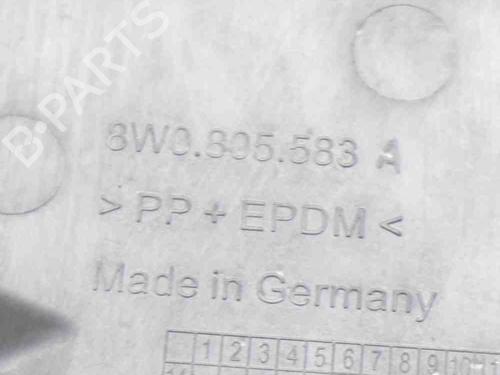 B-PARTS
8W0.805.583 A
> PP + EPDM <
Made in Germany
1 2 3 4 5 6 7 8 9 10